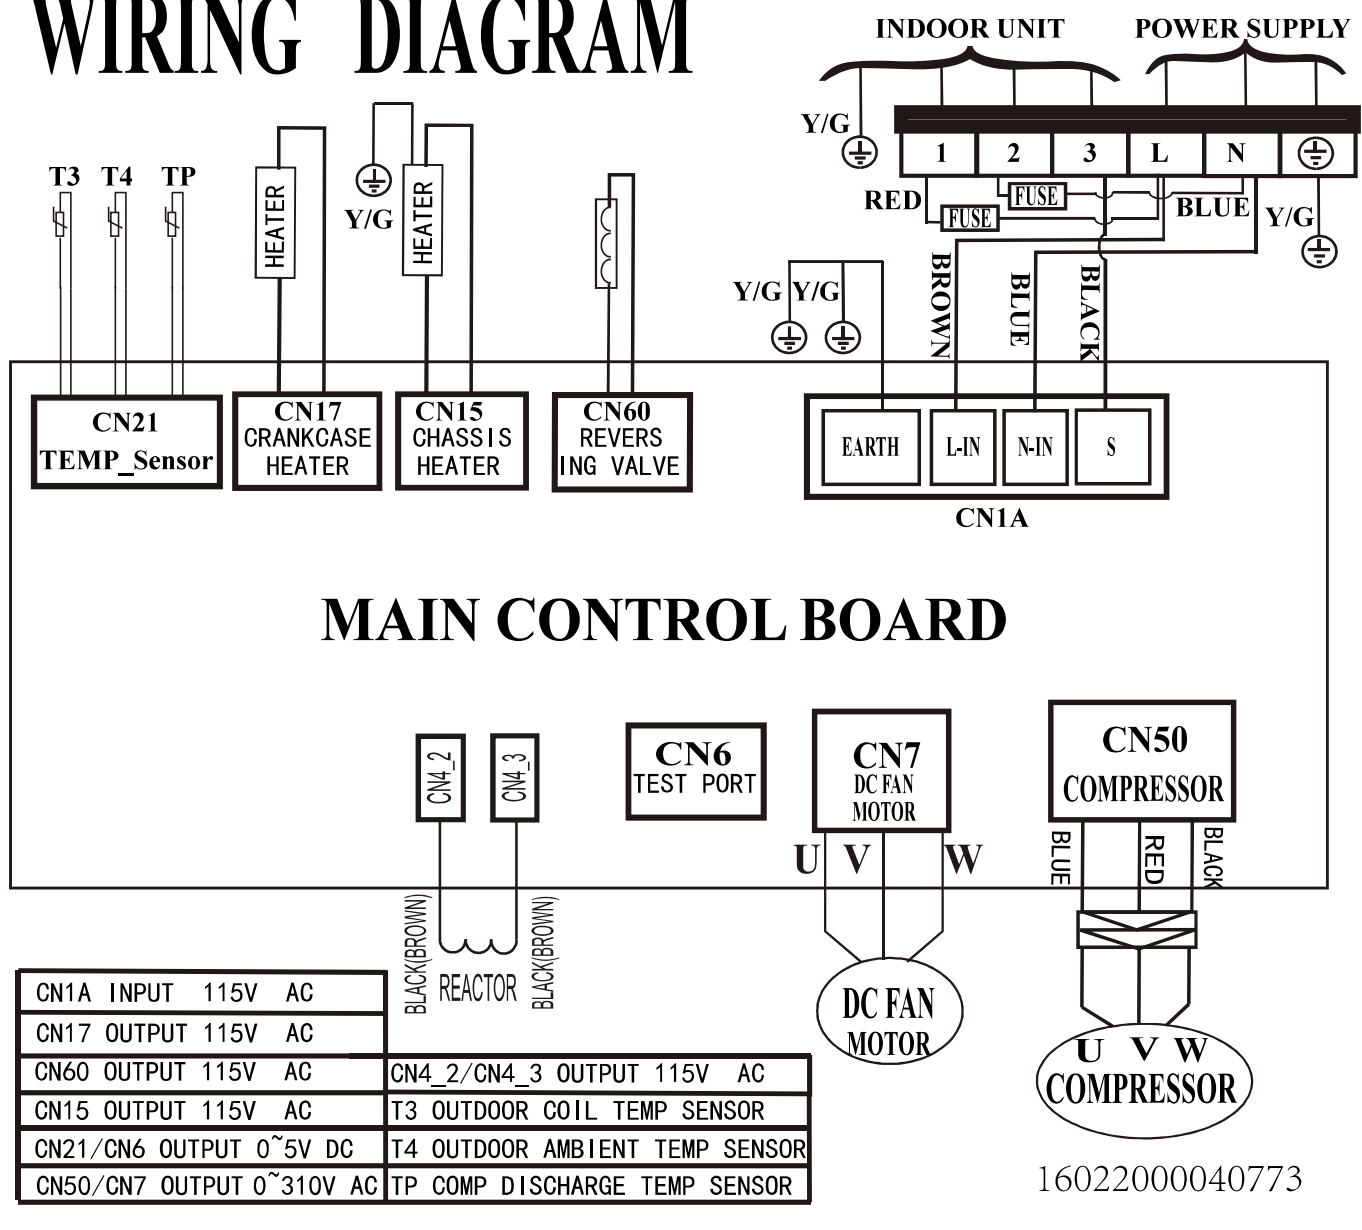 WIRING DIAGRAM
INDOOR UNIT POWER SUPPLY
Y/G
1 2 3 L N
RED FUSE FUSE BLUE Y/G
T3 T4 TP
HEATER
Y/G
HEATER
Y/G Y/G
BROWN
BLUE
BLACK
CN21
TEMP_Sensor
CN17
CRANKCASE
HEATER
CN15
CHASSIS
HEATER
CN60
REVERS
ING VALVE
EARTH L-IN N-IN S
CN1A
MAIN CONTROL BOARD
CN4_2
CN4_3
CN6
TEST PORT
CN7
DC FAN
MOTOR
CN50
COMPRESSOR
U V W
BLUE
RED
BLACK
BLACK(BROWN)
REACTOR
BLACK(BROWN)
DC FAN
MOTOR
U V W
COMPRESSOR
CN1A INPUT 115V AC
CN17 OUTPUT 115V AC
CN60 OUTPUT 115V AC CN4_2/CN4_3 OUTPUT 115V AC
CN15 OUTPUT 115V AC T3 OUTDOOR COIL TEMP SENSOR
CN21/CN6 OUTPUT 0~5V DC T4 OUTDOOR AMBIENT TEMP SENSOR
CN50/CN7 OUTPUT 0~310V AC TP COMP DISCHARGE TEMP SENSOR
16022000040773